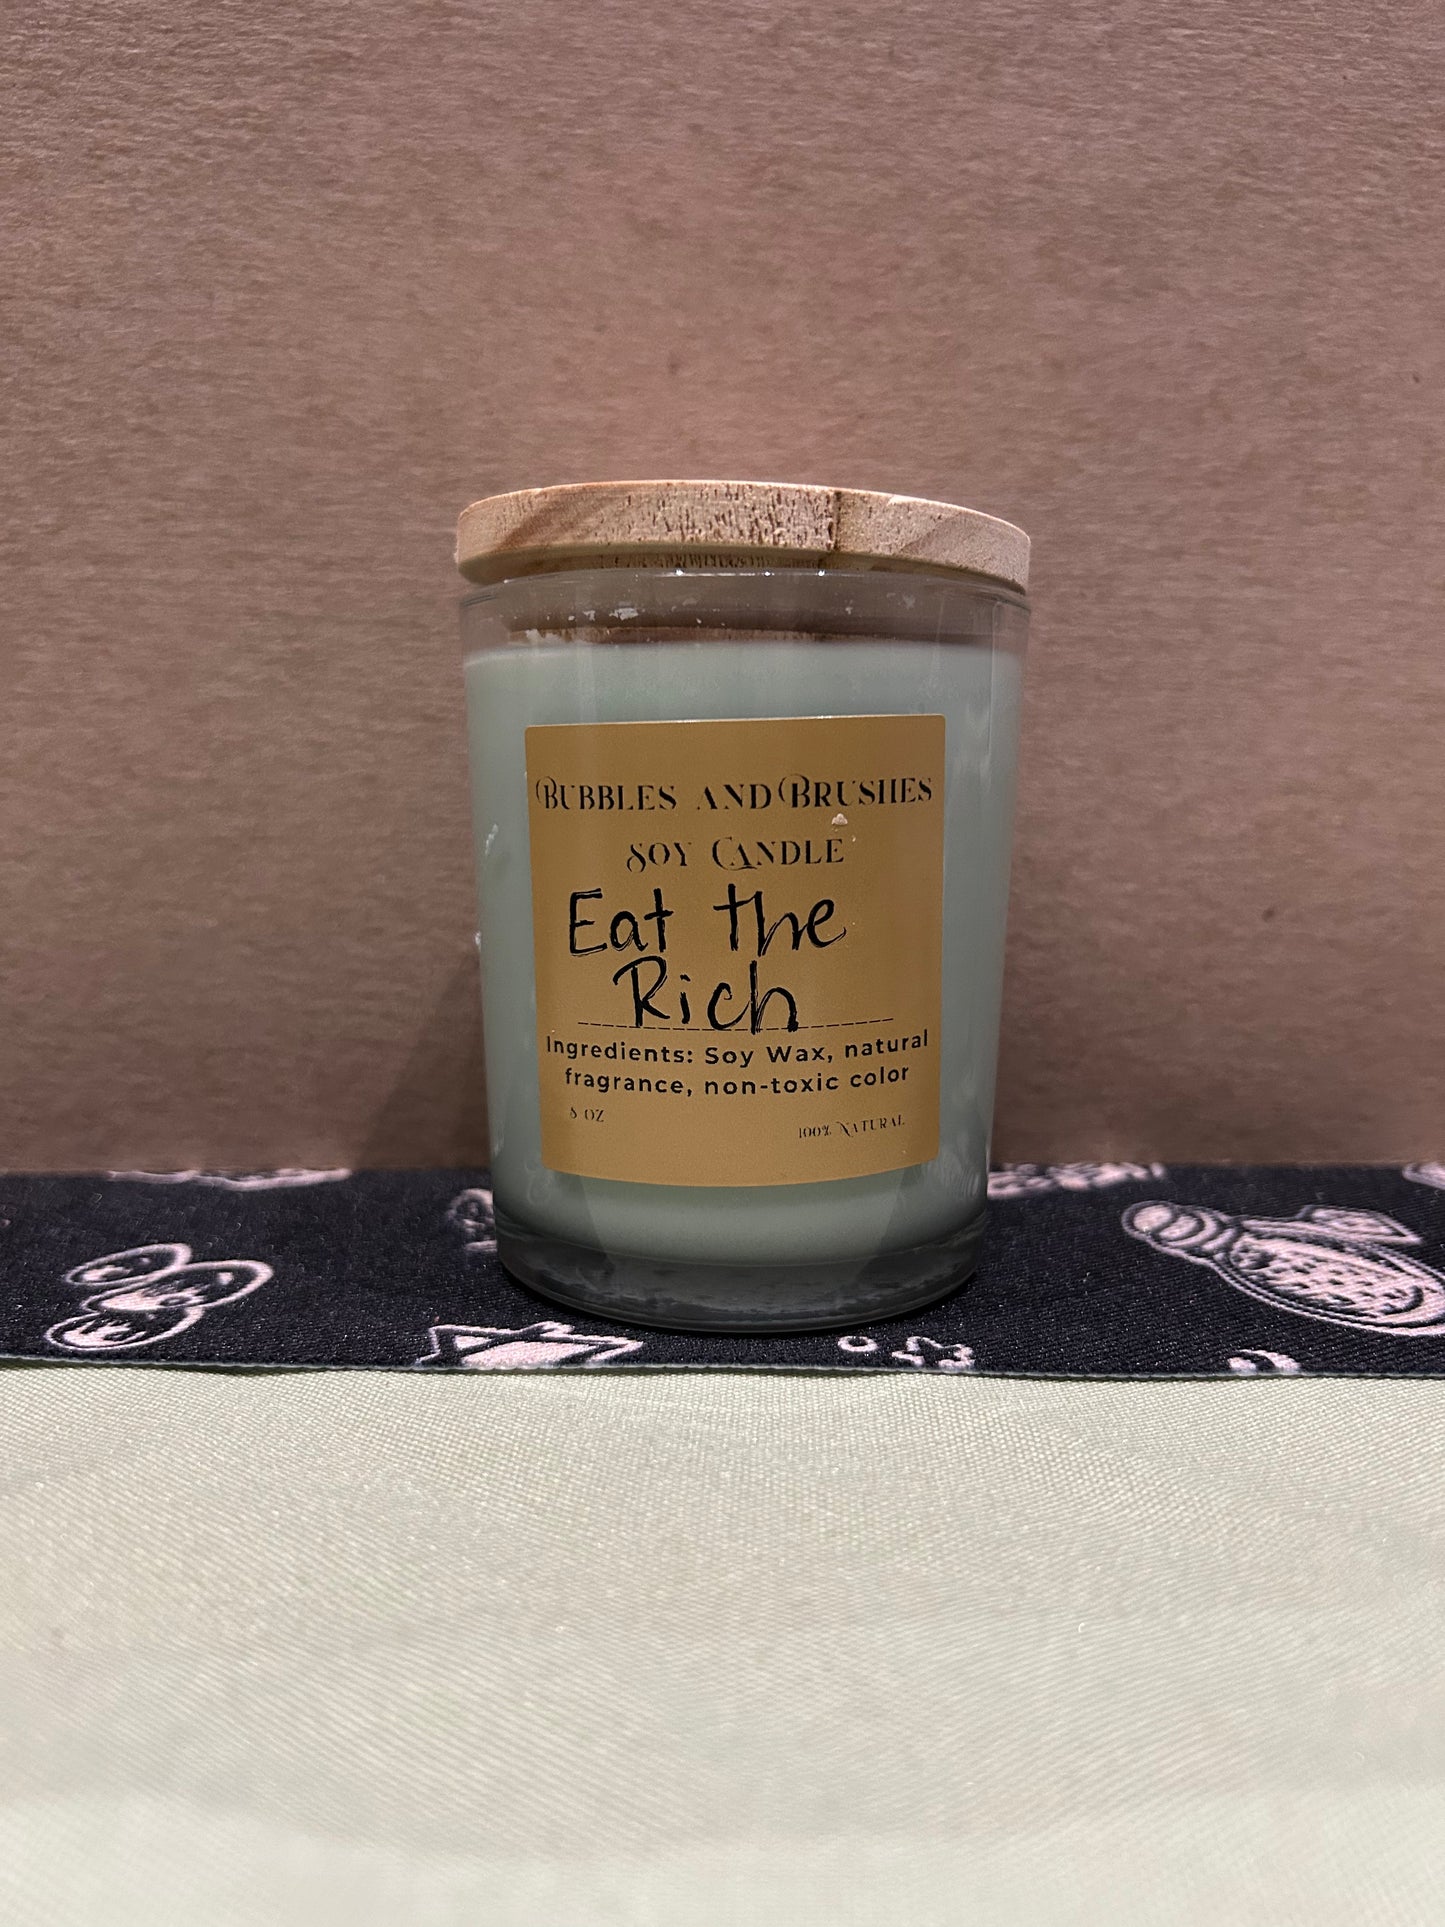 BUBBLES AND BRUSHES
SOY CANDLE
Eat the
Rich
Ingredients: Soy Wax, natural
fragrance, non-toxic color
8 OZ
100% NATURAL